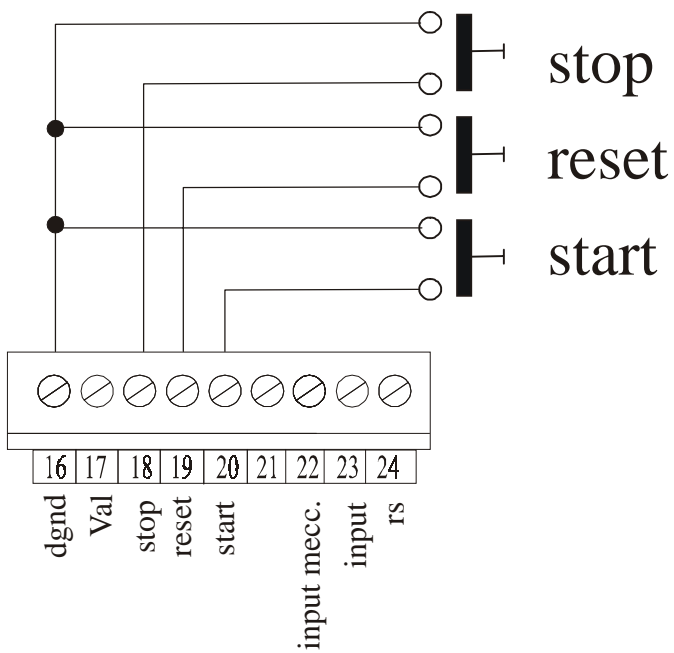 stop
reset
start
16 17 18 19 20 21 22 23 24
dgnd
Val
stop
reset
start
input mecc.
input
rs